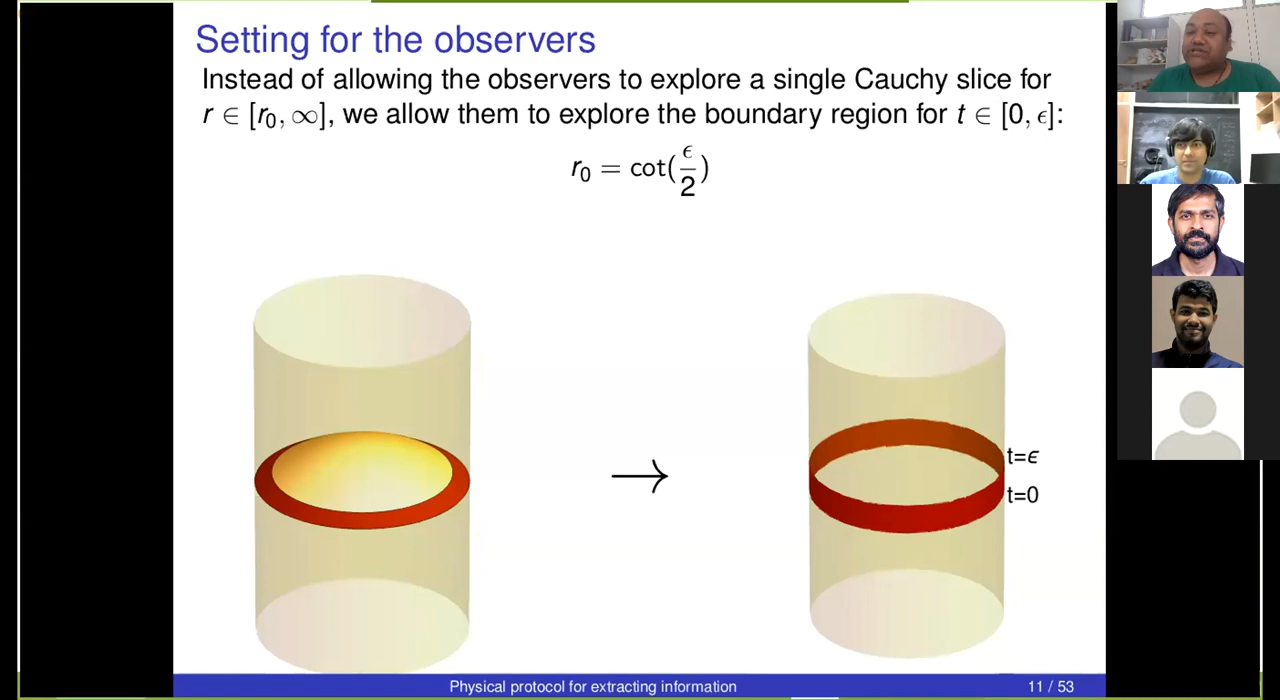 Setting for the observers
Instead of allowing the observers to explore a single Cauchy slice for
r ∈ [r₀, ∞], we allow them to explore the boundary region for t ∈ [0, ϵ]:
r₀ = cot(ϵ/2)
t=ϵ
t=0
Physical protocol for extracting information 11 / 53